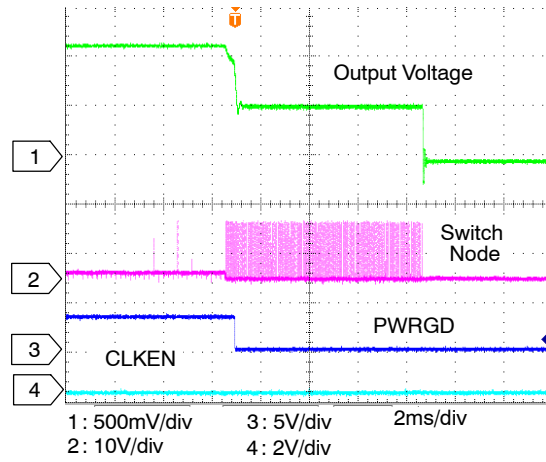 T
Output Voltage
1
Switch
Node
2
PWRGD
3
CLKEN
4
1 : 500mV/div 3 : 5V/div 2ms/div
2 : 10V/div 4 : 2V/div